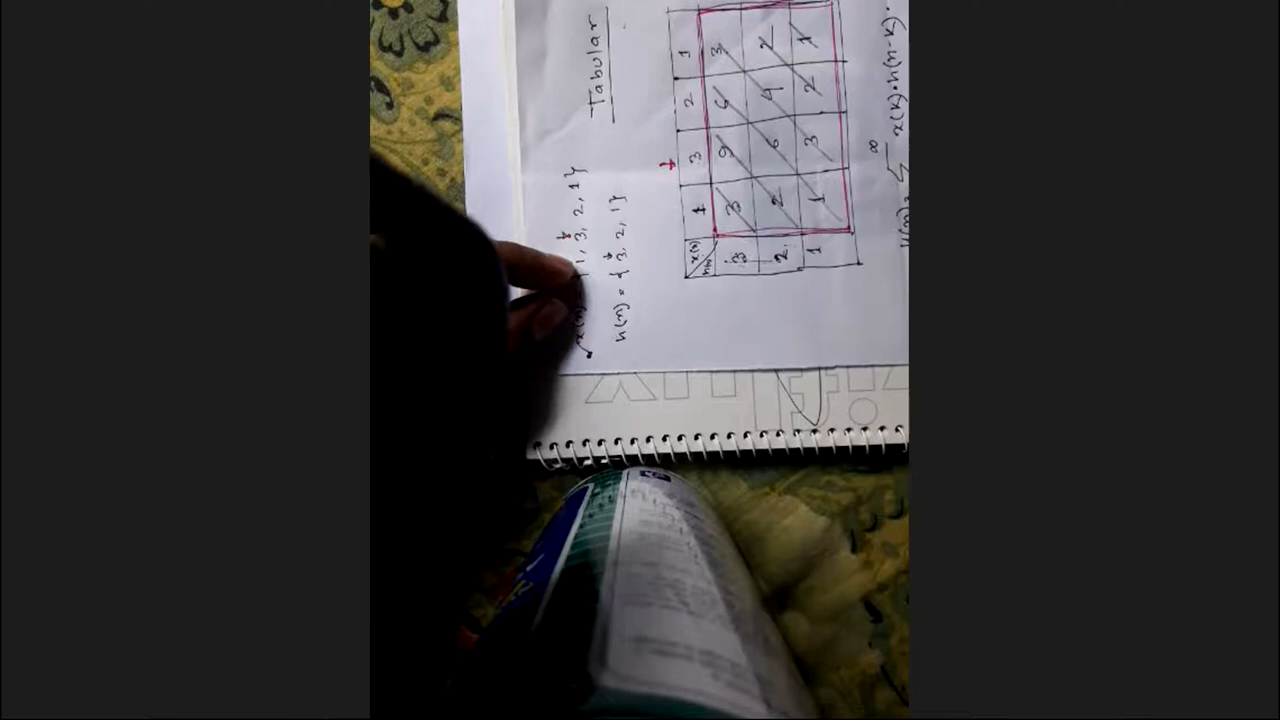 x(n) = { 1, 3, 2, 1 }
↑
h(n) = { 3, 2, 1 }
↑
Tabular
x(n) 1 3 2 1
h(n)
3 3 9 6 3
2 2 6 4 2
1 1 3 2 1
∞
Σ x(k).h(n-k).